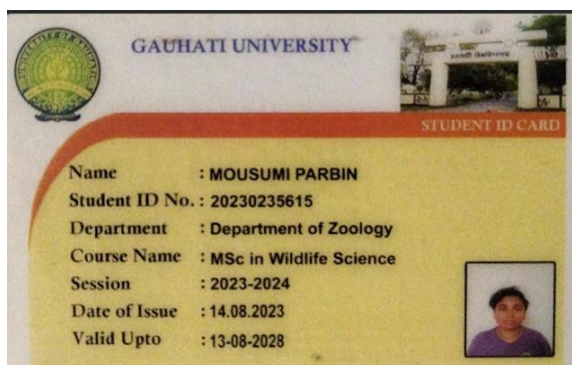 GAUHATI UNIVERSITY
STUDENT ID CARD
Name : MOUSUMI PARBIN
Student ID No. : 20230235615
Department : Department of Zoology
Course Name : MSc in Wildlife Science
Session : 2023-2024
Date of Issue : 14.08.2023
Valid Upto : 13-08-2028